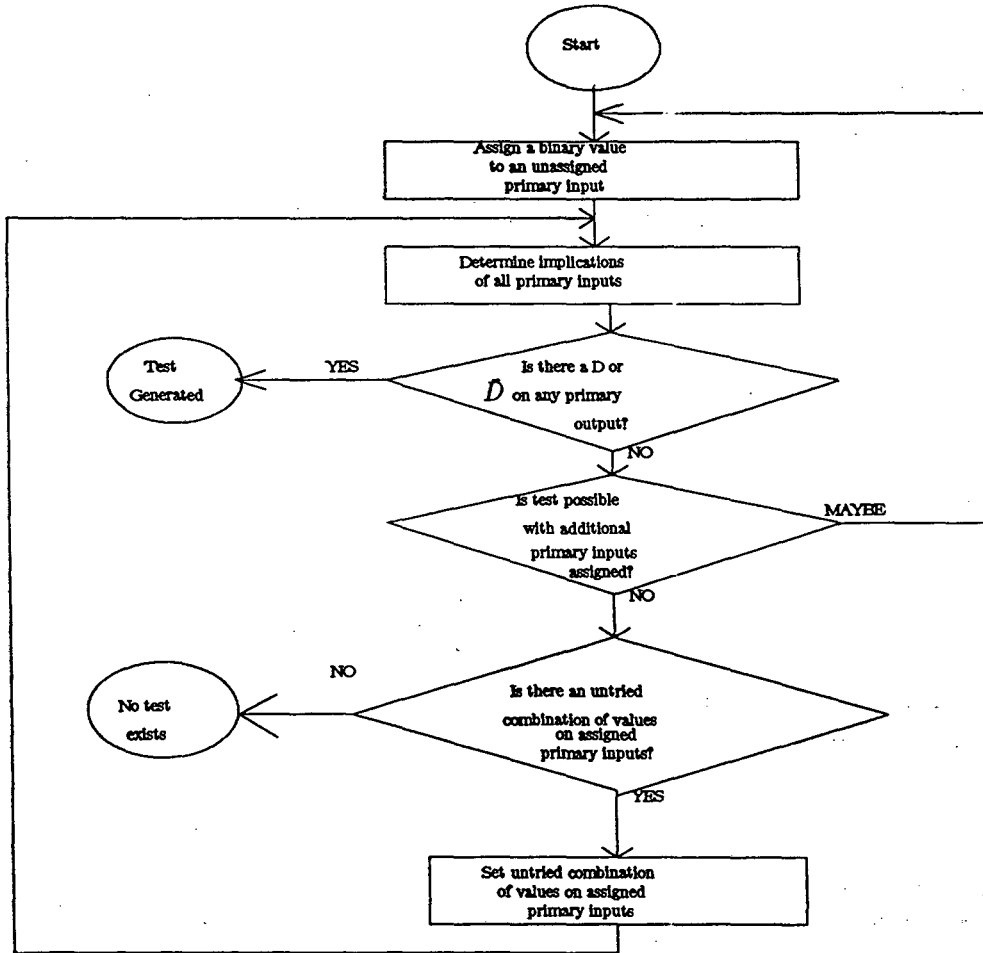 Start
Assign a binary value
to an unassigned
primary input
Determine implications
of all primary inputs
Test
Generated
YES
Is there a D or
D̄ on any primary
output?
NO
Is test possible
with additional
primary inputs
assigned?
MAYBE
NO
No test
exists
NO
Is there an untried
combination of values
on assigned
primary inputs?
YES
Set untried combination
of values on assigned
primary inputs